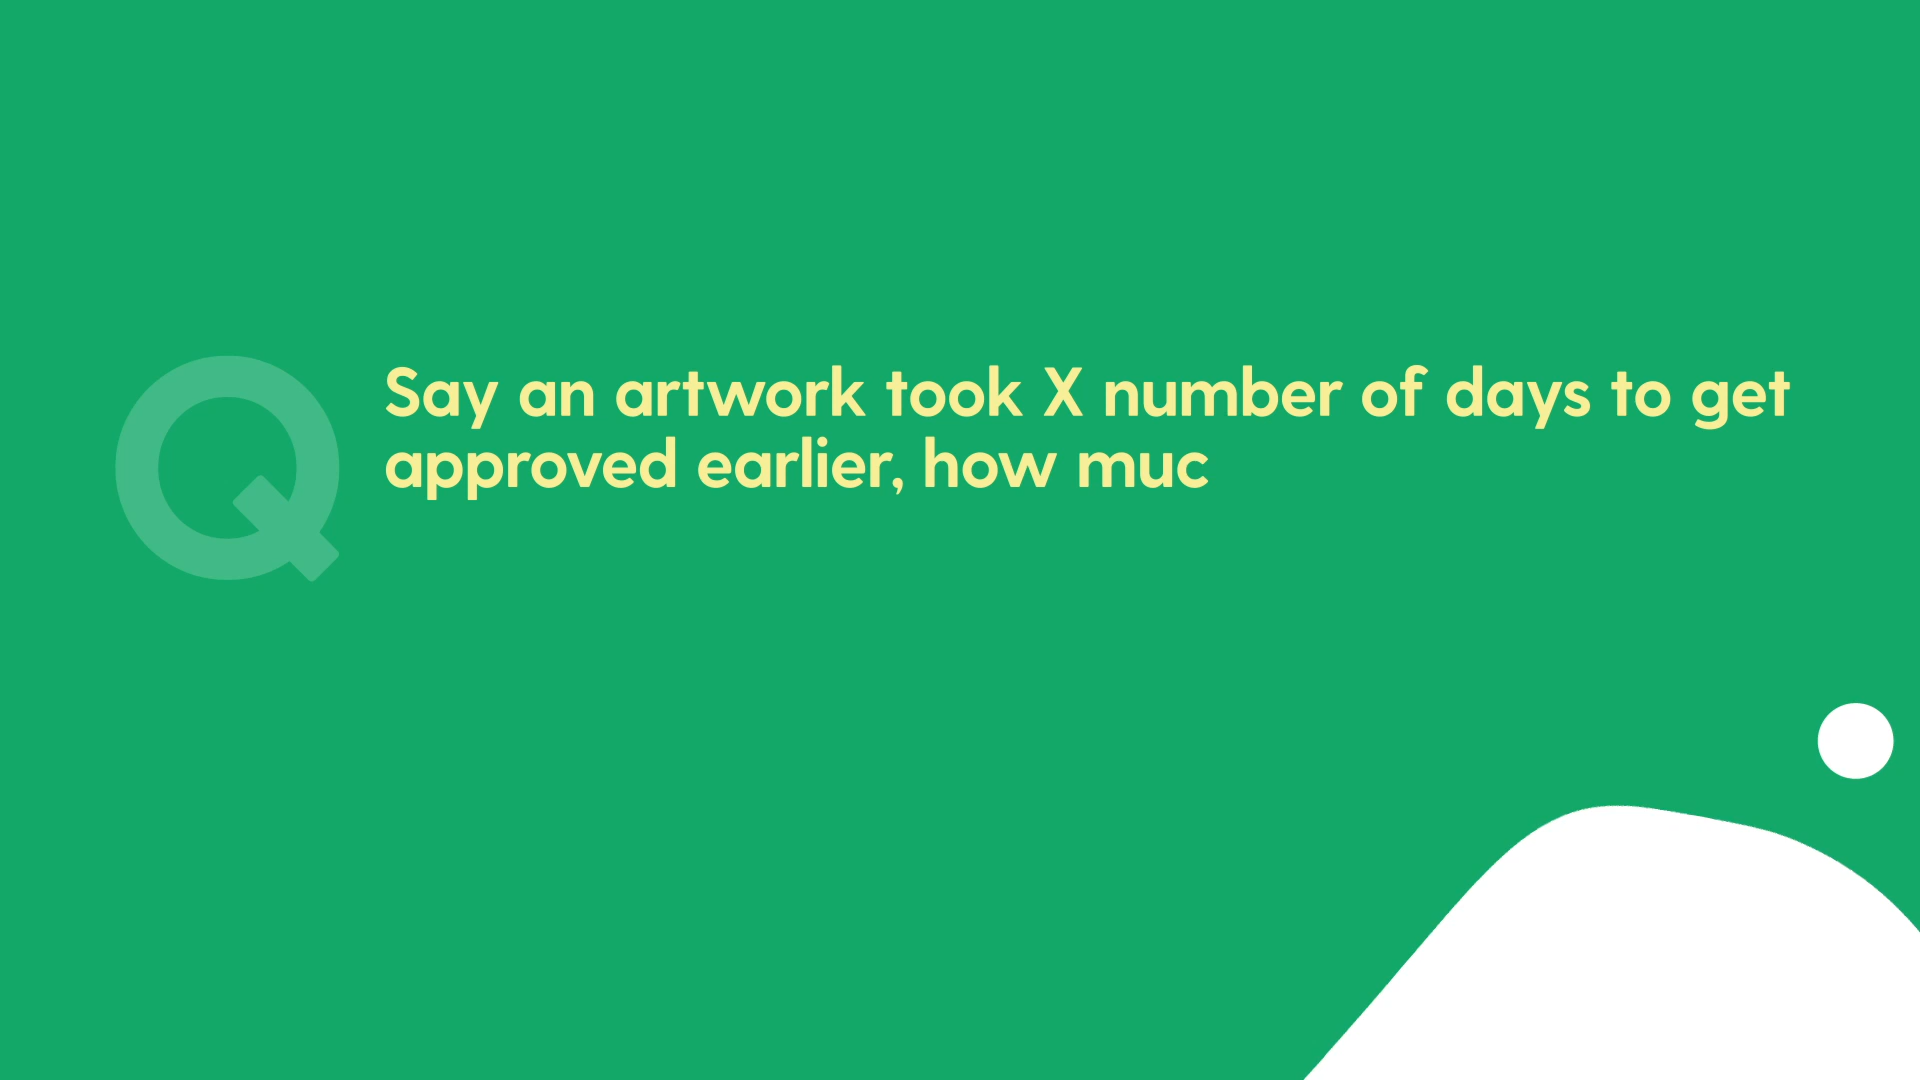 Q
Say an artwork took X number of days to get
approved earlier, how muc